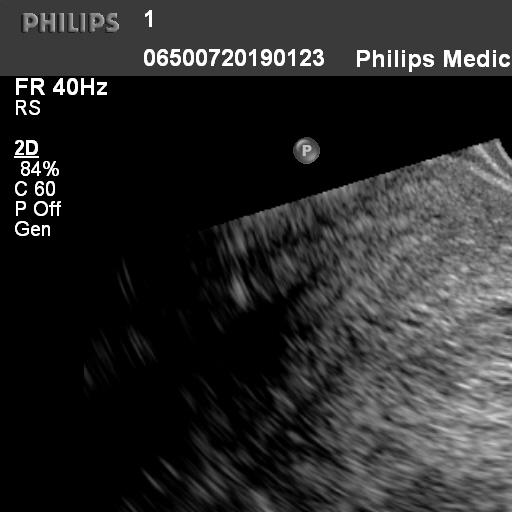 PHILIPS
1
06500720190123 Philips Medic
FR 40Hz
RS
2D
84%
C 60
P Off
Gen
P